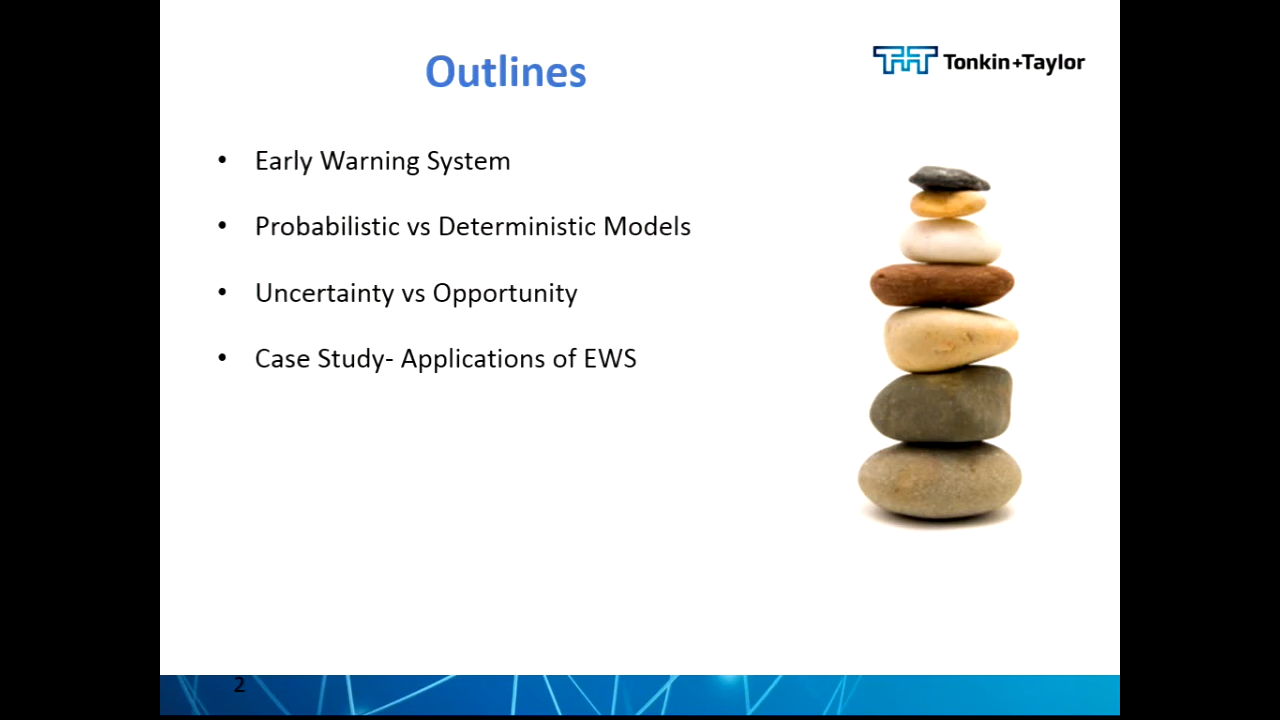 Outlines
Tonkin+Taylor
• Early Warning System
• Probabilistic vs Deterministic Models
• Uncertainty vs Opportunity
• Case Study- Applications of EWS
2